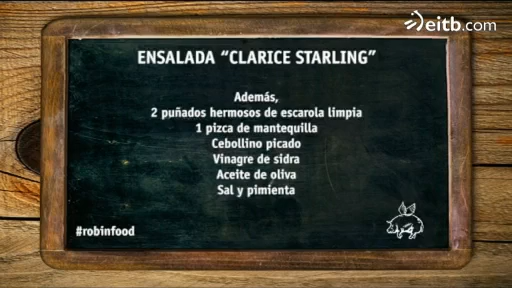 eitb.com
ENSALADA “CLARICE STARLING”
Además,
2 puñados hermosos de escarola limpia
1 pizca de mantequilla
Cebollino picado
Vinagre de sidra
Aceite de oliva
Sal y pimienta
#robinfood